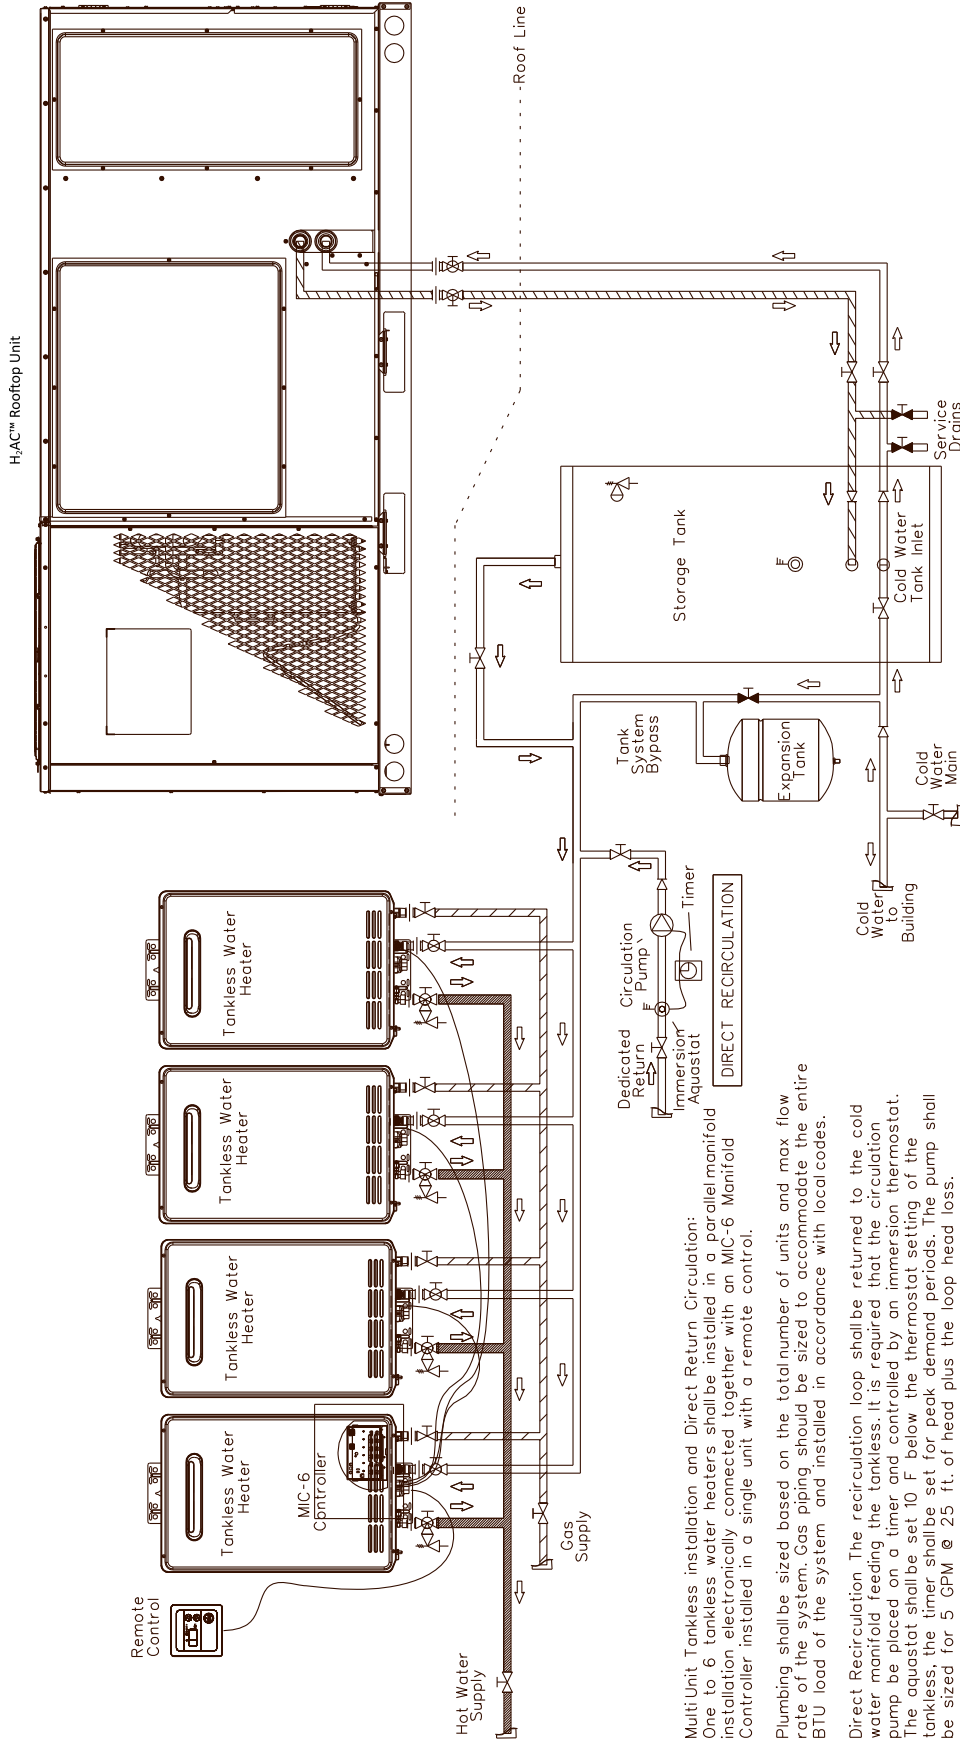 H₂AC™ Rooftop Unit
Roof Line
Storage Tank
Cold Water
Tank Inlet
Service
Drains
Tank
System
Bypass
Expansion
Tank
Cold
Water
Main
Cold
Water
to
Building
Tankless Water
Heater
Tankless Water
Heater
Tankless Water
Heater
Tankless Water
Heater
MIC-6
Controller
Remote
Control
Hot Water
Supply
Gas
Supply
Dedicated
Return
Circulation
Pump
Immersion
Aquastat
Timer
DIRECT RECIRCULATION
Multi Unit Tankless installation and Direct Return Circulation:
One to 6 tankless water heaters shall be installed in a parallel manifold
installation electronically connected together with an MIC-6 Manifold
Controller installed in a single unit with a remote control.
Plumbing shall be sized based on the total number of units and max flow
rate of the system. Gas piping should be sized to accommodate the entire
BTU load of the system and installed in accordance with local codes.
Direct Recirculation The recirculation loop shall be returned to the cold
water manifold feeding the tankless. It is required that the circulation
pump be placed on a timer and controlled by an immersion thermostat.
The aquastat shall be set 10 F below the thermostat setting of the
tankless, the timer shall be set for peak demand periods. The pump shall
be sized for 5 GPM @ 25 ft. of head plus the loop head loss.